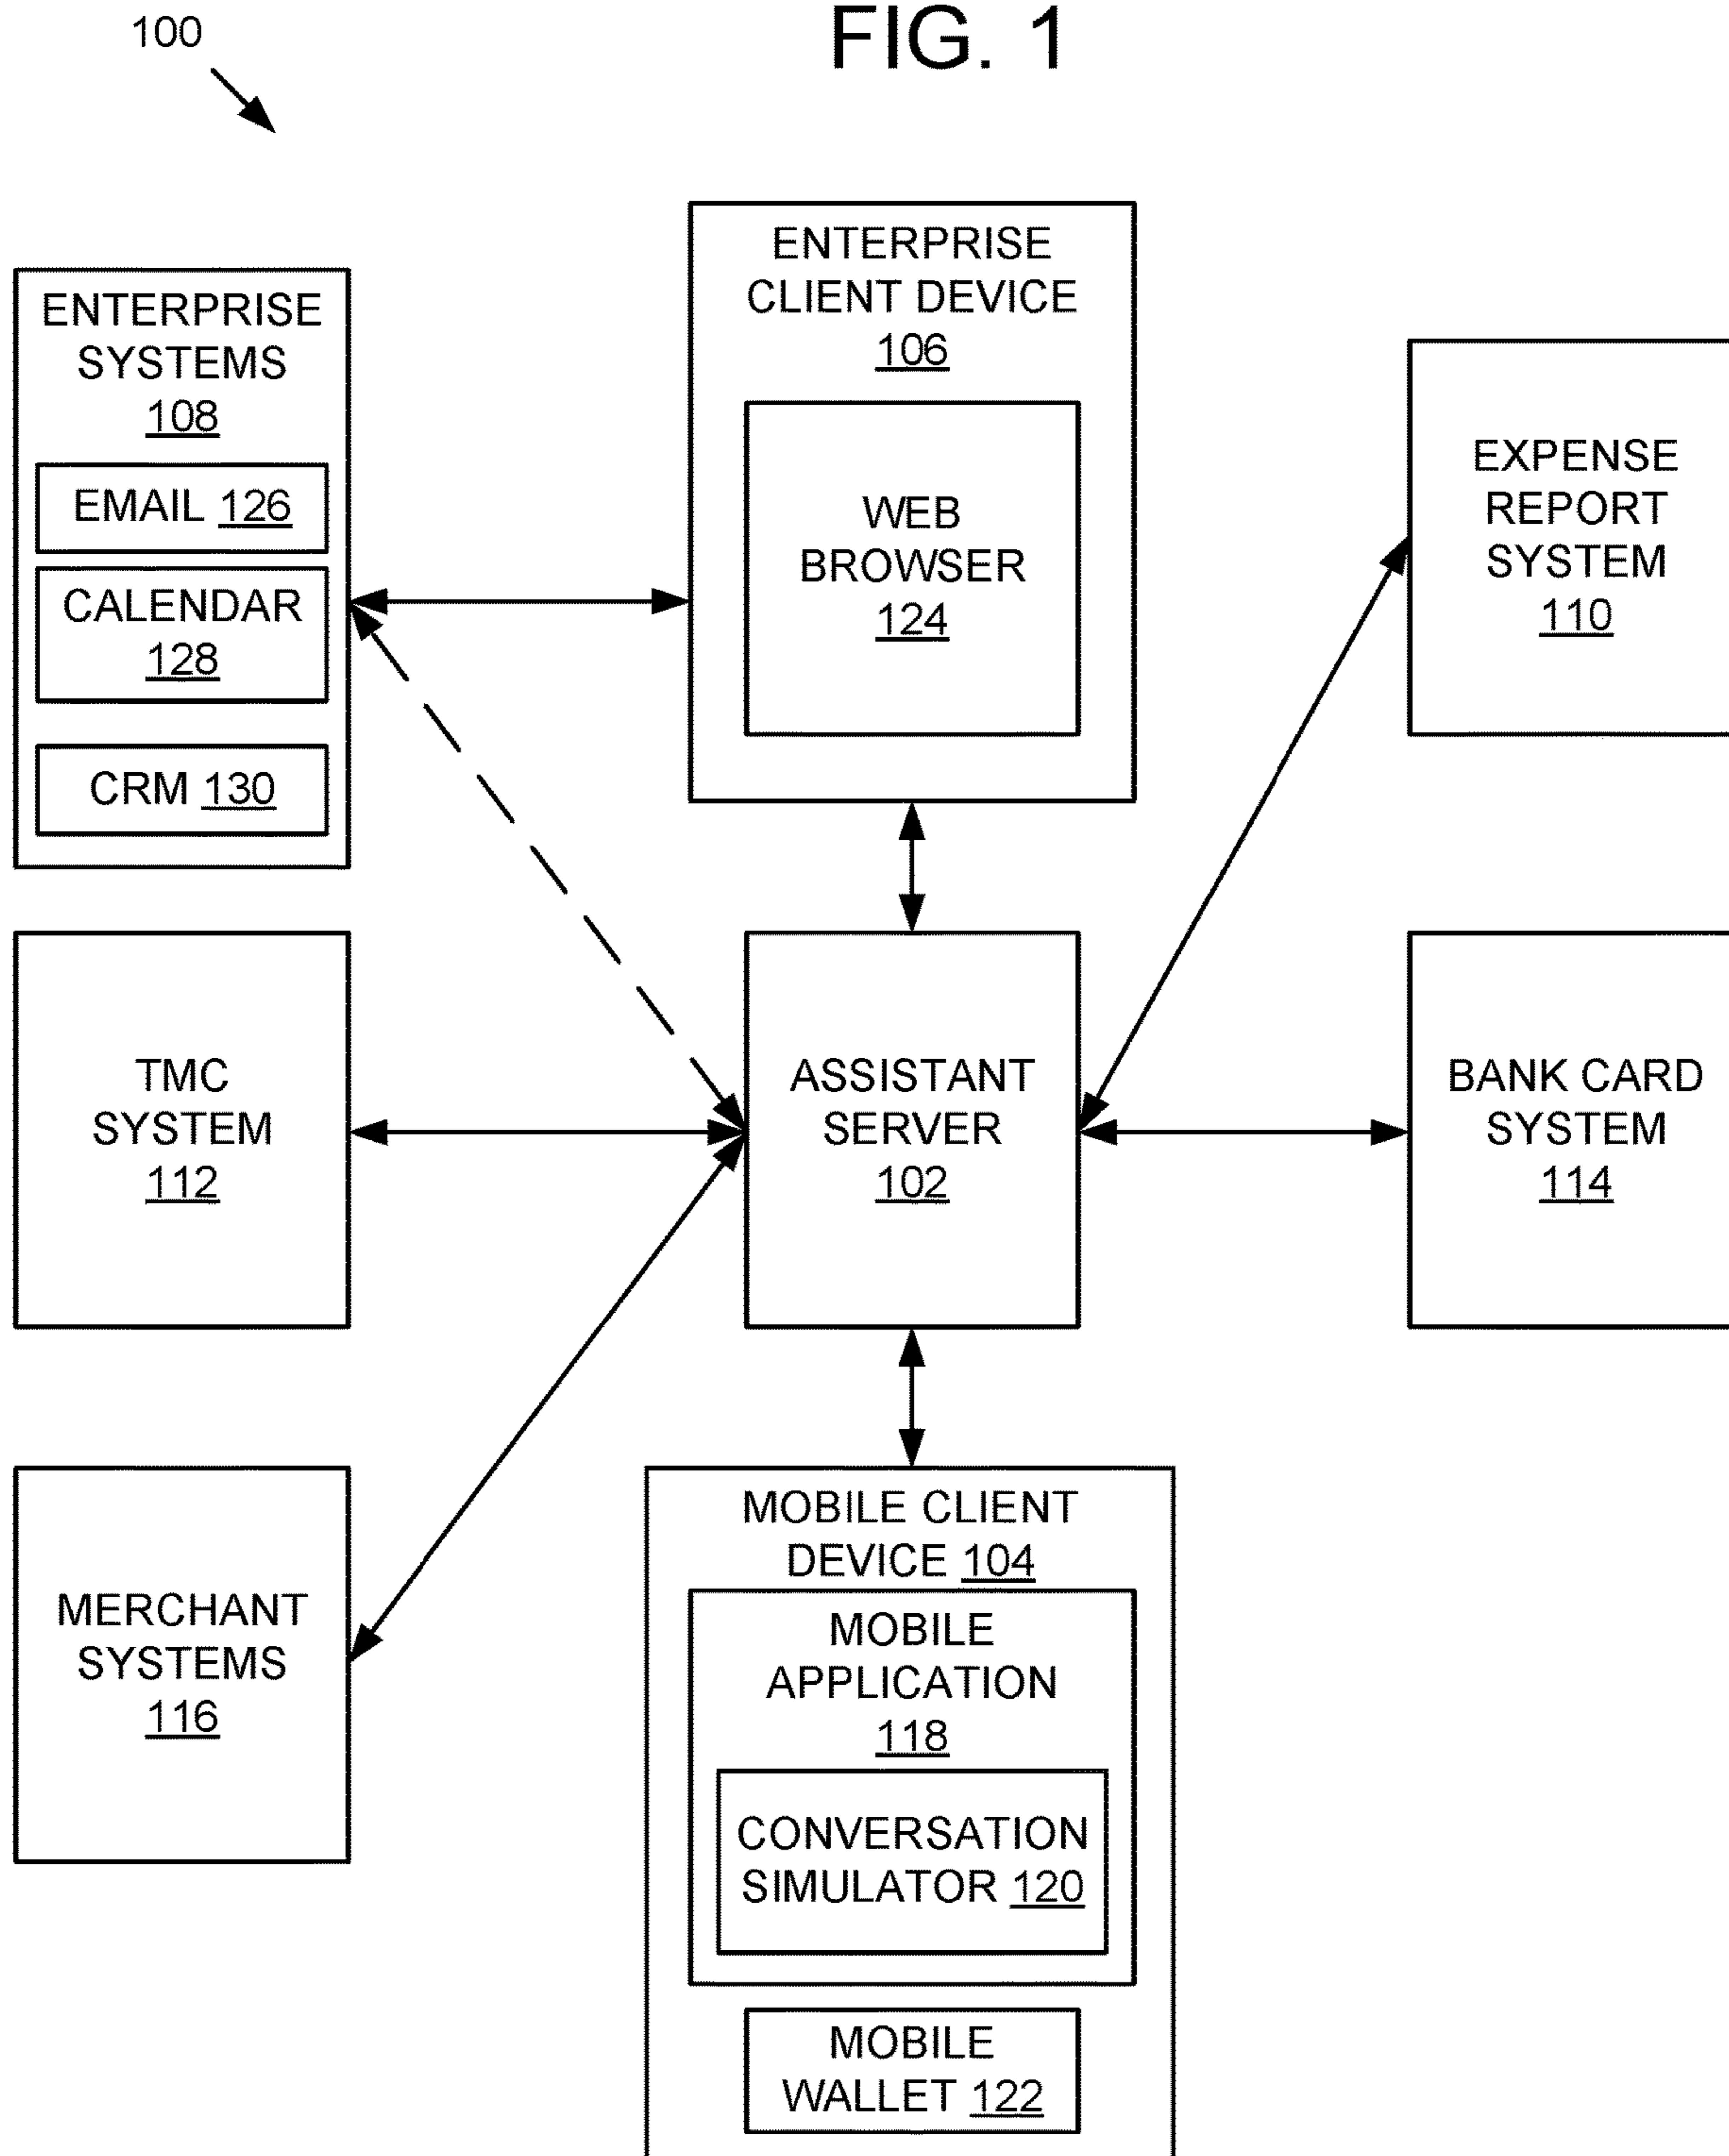 FIG. 1
100
ENTERPRISE
SYSTEMS
108
EMAIL 126
CALENDAR
128
CRM 130
ENTERPRISE
CLIENT DEVICE
106
WEB
BROWSER
124
EXPENSE
REPORT
SYSTEM
110
TMC
SYSTEM
112
ASSISTANT
SERVER
102
BANK CARD
SYSTEM
114
MERCHANT
SYSTEMS
116
MOBILE CLIENT
DEVICE 104
MOBILE
APPLICATION
118
CONVERSATION
SIMULATOR 120
MOBILE
WALLET 122